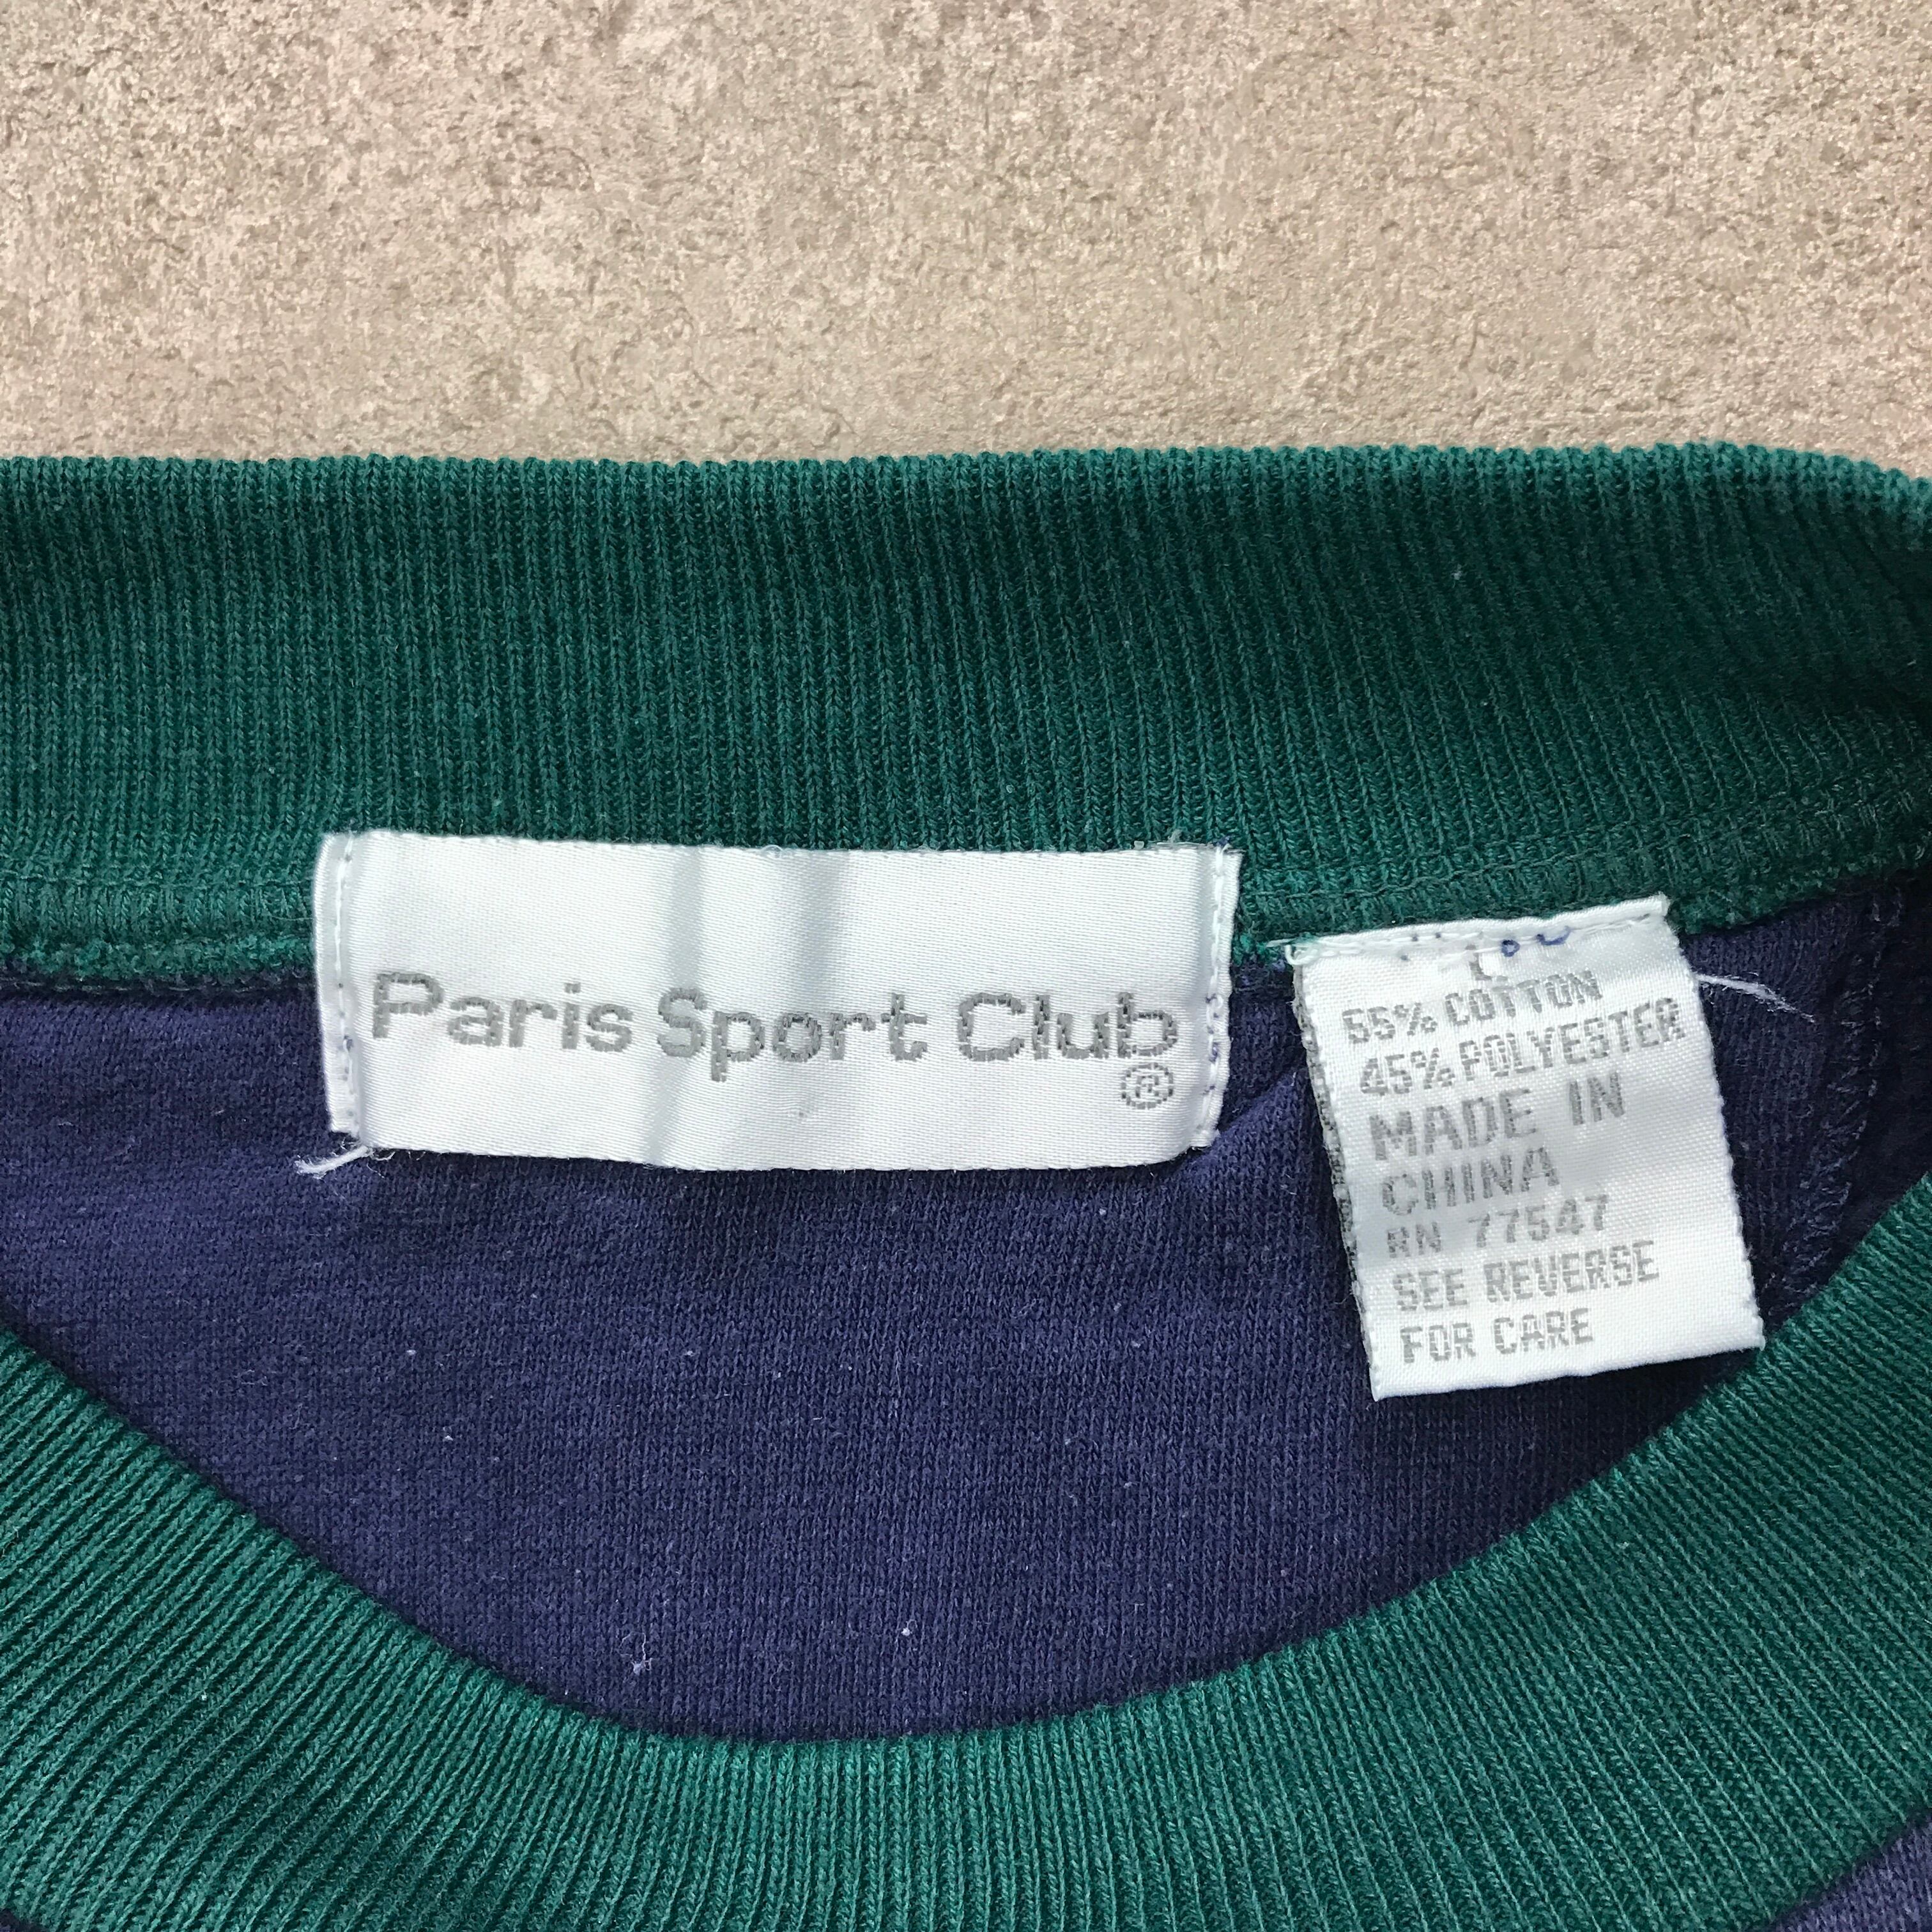 Paris Sport Club
®
L
55% COTTON
45% POLYESTER
MADE IN
CHINA
RN 77547
SEE REVERSE
FOR CARE